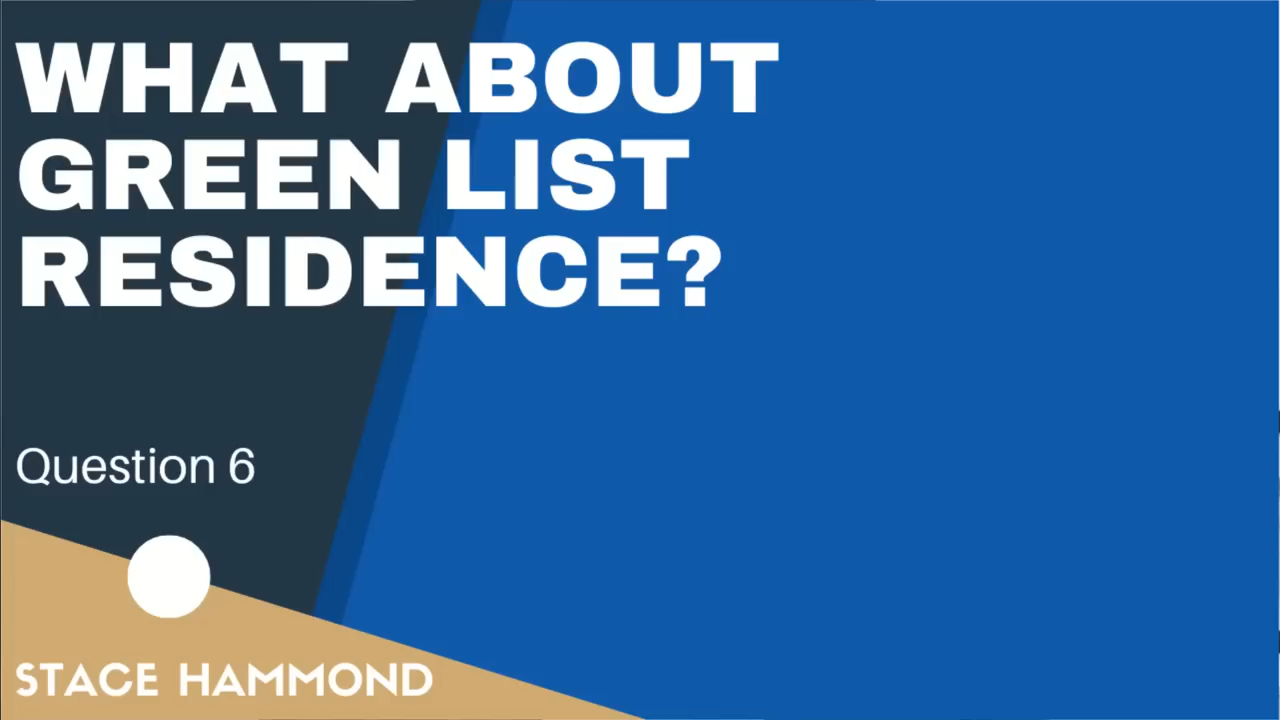 WHAT ABOUT
GREEN LIST
RESIDENCE?
Question 6
STACE HAMMOND